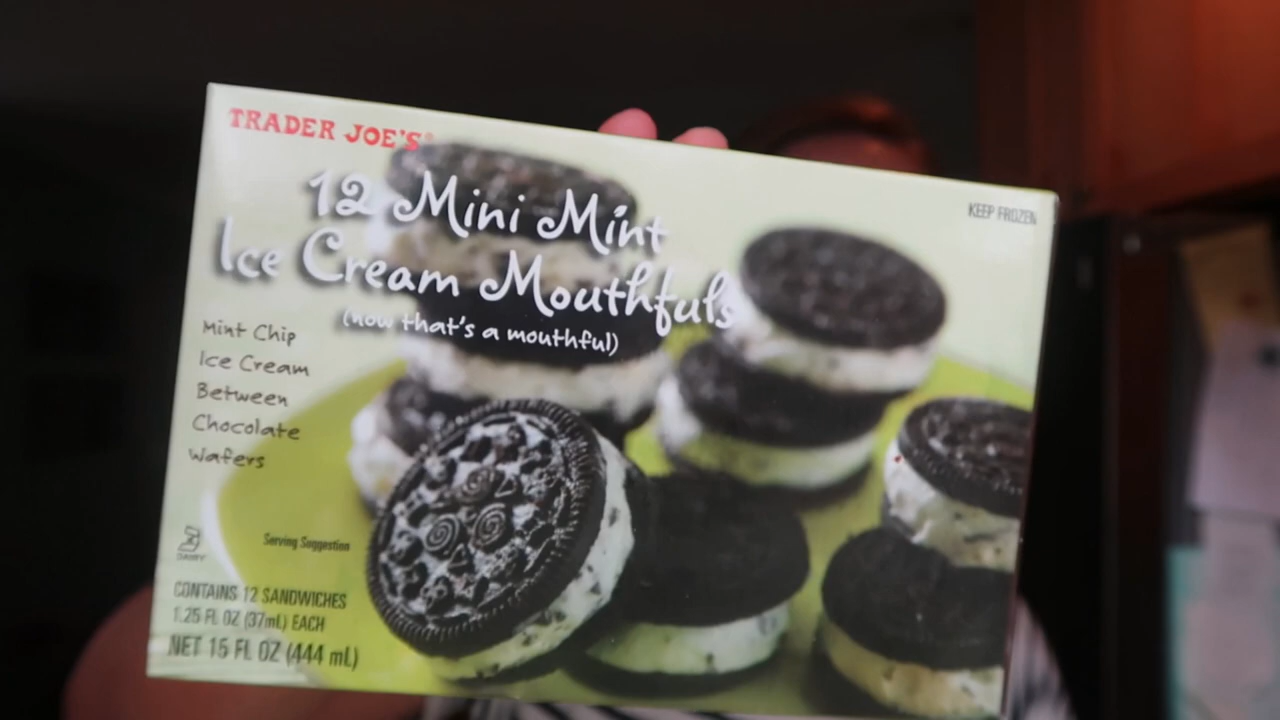 TRADER JOE'S®
12 Mini Mint
Ice Cream Mouthfuls
(now that's a mouthful)
KEEP FROZEN
Mint Chip
Ice Cream
Between
Chocolate
Wafers
DAIRY
Serving Suggestion
CONTAINS 12 SANDWICHES
1.25 FL OZ (37mL) EACH
NET 15 FL OZ (444 mL)